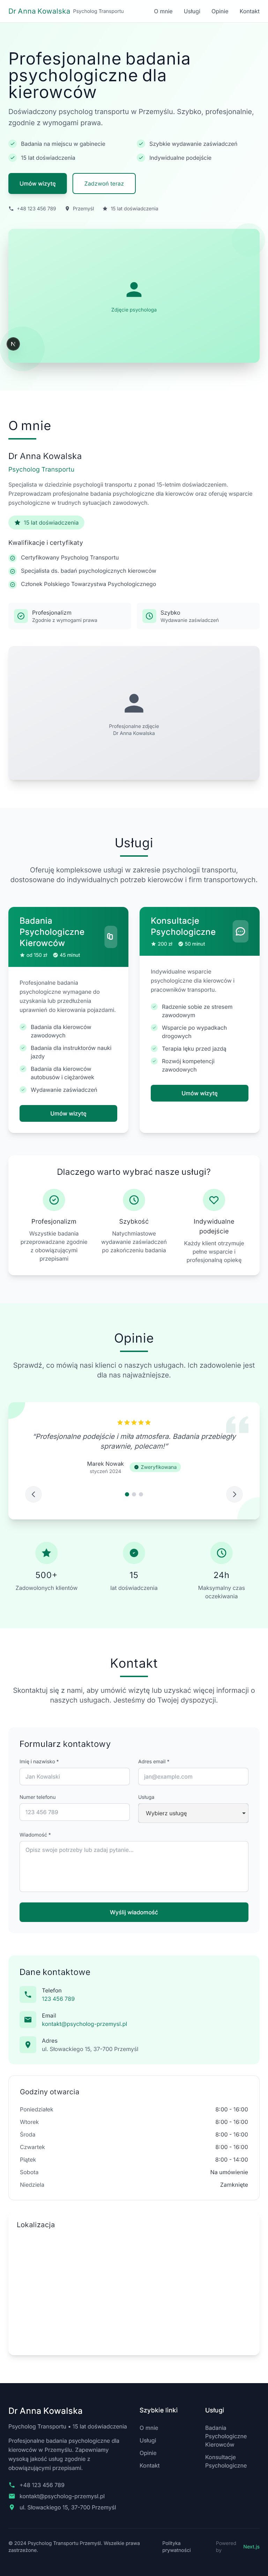 Dr Anna Kowalska Psycholog Transportu O mnie Usługi Opinie Kontakt
Profesjonalne badania
psychologiczne dla
kierowców
Doświadczony psycholog transportu w Przemyślu. Szybko, profesjonalnie,
zgodnie z wymogami prawa.
Badania na miejscu w gabinecie
Szybkie wydawanie zaświadczeń
15 lat doświadczenia
Indywidualne podejście
Umów wizytę
Zadzwoń teraz
+48 123 456 789 Przemyśl 15 lat doświadczenia
Zdjęcie psychologa
N
O mnie
Dr Anna Kowalska
Psycholog Transportu
Specjalista w dziedzinie psychologii transportu z ponad 15-letnim doświadczeniem.
Przeprowadzam profesjonalne badania psychologiczne dla kierowców oraz oferuję wsparcie
psychologiczne w trudnych sytuacjach zawodowych.
15 lat doświadczenia
Kwalifikacje i certyfikaty
Certyfikowany Psycholog Transportu
Specjalista ds. badań psychologicznych kierowców
Członek Polskiego Towarzystwa Psychologicznego
Profesjonalizm
Zgodnie z wymogami prawa
Szybko
Wydawanie zaświadczeń
Profesjonalne zdjęcie
Dr Anna Kowalska
Usługi
Oferuję kompleksowe usługi w zakresie psychologii transportu,
dostosowane do indywidualnych potrzeb kierowców i firm transportowych.
Badania
Psychologiczne
Kierowców
od 150 zł 45 minut
Profesjonalne badania
psychologiczne wymagane do
uzyskania lub przedłużenia
uprawnień do kierowania pojazdami.
Badania dla kierowców
zawodowych
Badania dla instruktorów nauki
jazdy
Badania dla kierowców
autobusów i ciężarówek
Wydawanie zaświadczeń
Umów wizytę
Konsultacje
Psychologiczne
200 zł 50 minut
Indywidualne wsparcie
psychologiczne dla kierowców i
pracowników transportu.
Radzenie sobie ze stresem
zawodowym
Wsparcie po wypadkach
drogowych
Terapia lęku przed jazdą
Rozwój kompetencji
zawodowych
Umów wizytę
Dlaczego warto wybrać nasze usługi?
Profesjonalizm
Wszystkie badania
przeprowadzane zgodnie
z obowiązującymi
przepisami
Szybkość
Natychmiastowe
wydawanie zaświadczeń
po zakończeniu badania
Indywidualne
podejście
Każdy klient otrzymuje
pełne wsparcie i
profesjonalną opiekę
Opinie
Sprawdź, co mówią nasi klienci o naszych usługach. Ich zadowolenie jest
dla nas najważniejsze.
"Profesjonalne podejście i miła atmosfera. Badania przebiegły
sprawnie, polecam!"
Marek Nowak
styczeń 2024
Zweryfikowana
500+
Zadowolonych klientów
15
lat doświadczenia
24h
Maksymalny czas
oczekiwania
Kontakt
Skontaktuj się z nami, aby umówić wizytę lub uzyskać więcej informacji o
naszych usługach. Jesteśmy do Twojej dyspozycji.
Formularz kontaktowy
Imię i nazwisko *
Adres email *
Jan Kowalski
jan@example.com
Numer telefonu
Usługa
123 456 789
Wybierz usługę
Wiadomość *
Opisz swoje potrzeby lub zadaj pytanie...
Wyślij wiadomość
Dane kontaktowe
Telefon
123 456 789
Email
kontakt@psycholog-przemysl.pl
Adres
ul. Słowackiego 15, 37-700 Przemyśl
Godziny otwarcia
Poniedziałek 8:00 - 16:00
Wtorek 8:00 - 16:00
Środa 8:00 - 16:00
Czwartek 8:00 - 16:00
Piątek 8:00 - 14:00
Sobota Na umówienie
Niedziela Zamknięte
Lokalizacja
Dr Anna Kowalska
Psycholog Transportu • 15 lat doświadczenia
Profesjonalne badania psychologiczne dla
kierowców w Przemyślu. Zapewniamy
wysoką jakość usług zgodnie z
obowiązującymi przepisami.
+48 123 456 789
kontakt@psycholog-przemysl.pl
ul. Słowackiego 15, 37-700 Przemyśl
Szybkie linki
O mnie
Usługi
Opinie
Kontakt
Usługi
Badania
Psychologiczne
Kierowców
Konsultacje
Psychologiczne
© 2024 Psycholog Transportu Przemyśl. Wszelkie prawa
zastrzeżone.
Polityka
prywatności
Powered
by
Next.js